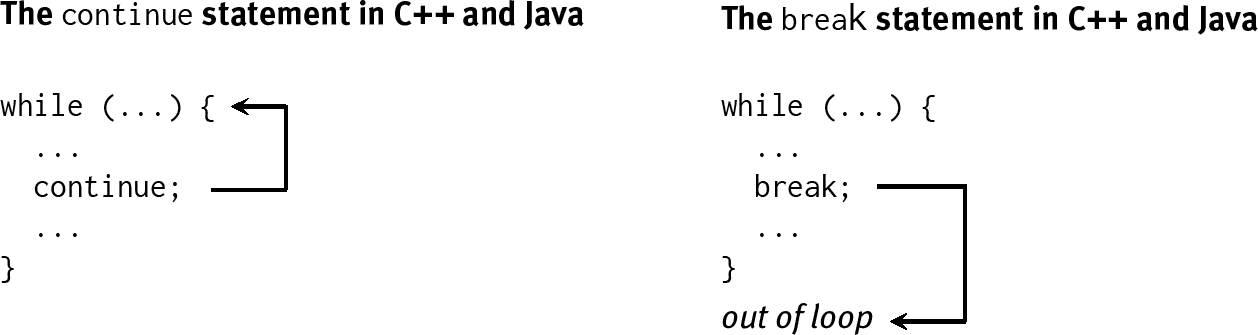 The continue statement in C++ and Java
while (...) {
  ...
  continue;
  ...
}
The break statement in C++ and Java
while (...) {
  ...
  break;
  ...
}
out of loop